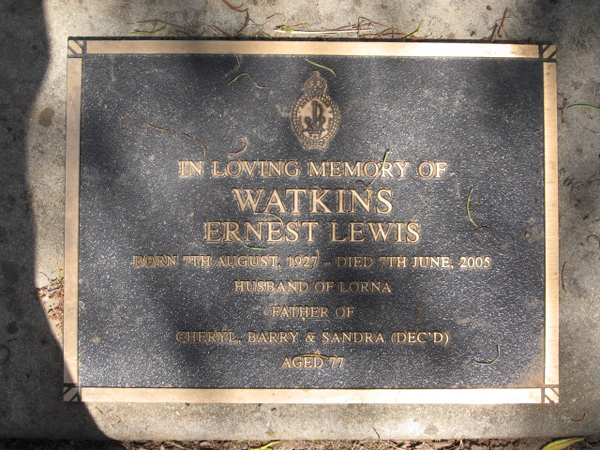 IN LOVING MEMORY OF
WATKINS
ERNEST LEWIS
BORN 7TH AUGUST, 1927 – DIED 7TH JUNE, 2005
HUSBAND OF LORNA
FATHER OF
CHERYL, BARRY & SANDRA (DEC'D)
AGED 77